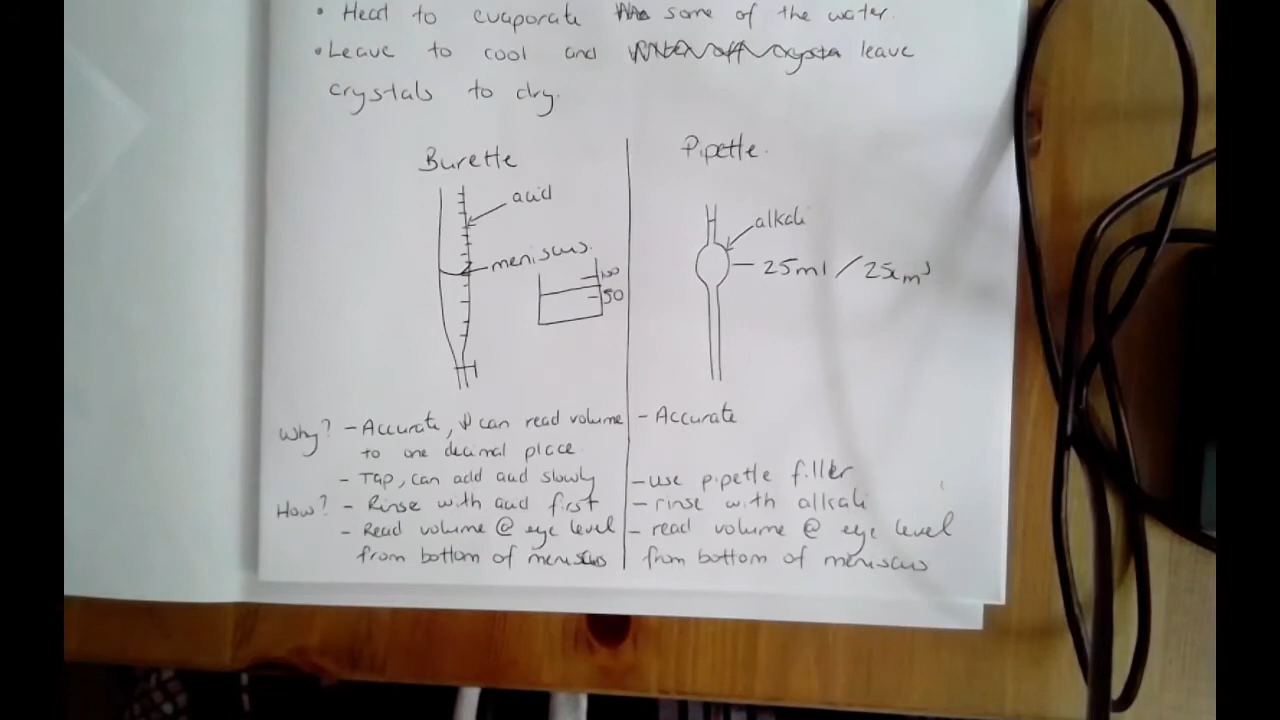 • Heat to evaporate some of the water.
• Leave to cool and leave
crystals to dry.
Burette
acid
meniscus.
100
50
Why? - Accurate, can read volume
to one decimal place
- Tap, can add acid slowly
How? - Rinse with acid first
- Read volume @ eye level
from bottom of meniscus
Pipette.
alkali
25ml / 25cm³
- Accurate
- use pipette filler
- rinse with alkali
- read volume @ eye level
from bottom of meniscus